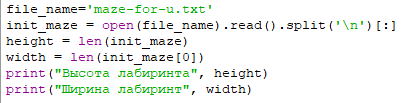 file_name='maze-for-u.txt'
init_maze = open(file_name).read().split('\n')[:]
height = len(init_maze)
width = len(init_maze[0])
print("Высота лабиринта", height)
print("Ширина лабиринт", width)